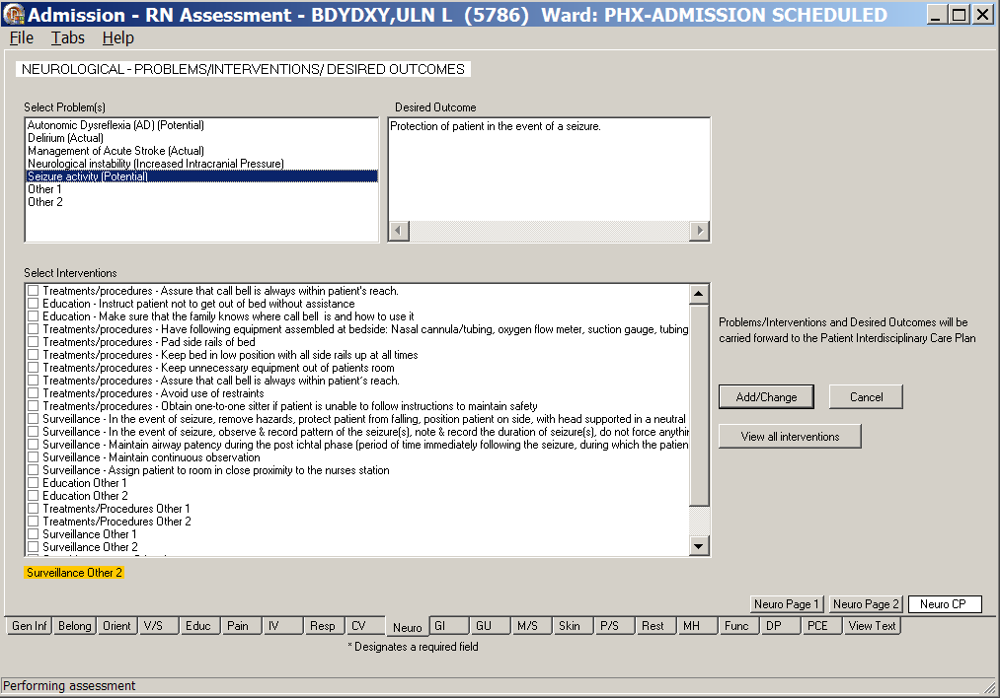 Admission - RN Assessment - BDYDXY,ULN L (5786) Ward: PHX-ADMISSION SCHEDULED
File Tabs Help
NEUROLOGICAL - PROBLEMS/INTERVENTIONS/ DESIRED OUTCOMES
Select Problem(s)
Autonomic Dysreflexia (AD) (Potential)
Delirium (Actual)
Management of Acute Stroke (Actual)
Neurological instability (Increased Intracranial Pressure)
Seizure activity (Potential)
Other 1
Other 2
Desired Outcome
Protection of patient in the event of a seizure.
Select Interventions
Treatments/procedures - Assure that call bell is always within patient's reach.
Education - Instruct patient not to get out of bed without assistance
Education - Make sure that the family knows where call bell is and how to use it
Treatments/procedures - Have following equipment assembled at bedside: Nasal cannula/tubing, oxygen flow meter, suction gauge, tubing
Treatments/procedures - Pad side rails of bed
Treatments/procedures - Keep bed in low position with all side rails up at all times
Treatments/procedures - Keep unnecessary equipment out of patients room
Treatments/procedures - Assure that call bell is always within patient´s reach.
Treatments/procedures - Avoid use of restraints
Treatments/procedures - Obtain one-to-one sitter if patient is unable to follow instructions to maintain safety
Surveillance - In the event of seizure, remove hazards, protect patient from falling, position patient on side, with head supported in a neutral
Surveillance - In the event of seizure, observe & record pattern of the seizure(s), note & record the duration of seizure(s), do not force anythin
Surveillance - Maintain airway patency during the post ichtal phase (period of time immediately following the seizure, during which the patien
Surveillance - Maintain continuous observation
Surveillance - Assign patient to room in close proximity to the nurses station
Education Other 1
Education Other 2
Treatments/Procedures Other 1
Treatments/Procedures Other 2
Surveillance Other 1
Surveillance Other 2
Surveillance Other 2
Problems/Interventions and Desired Outcomes will be
carried forward to the Patient Interdisciplinary Care Plan
Add/Change Cancel
View all interventions
Neuro Page 1 Neuro Page 2 Neuro CP
Gen Inf Belong Orient V/S Educ Pain IV Resp CV Neuro GI GU M/S Skin P/S Rest MH Func DP PCE View Text
* Designates a required field
Performing assessment